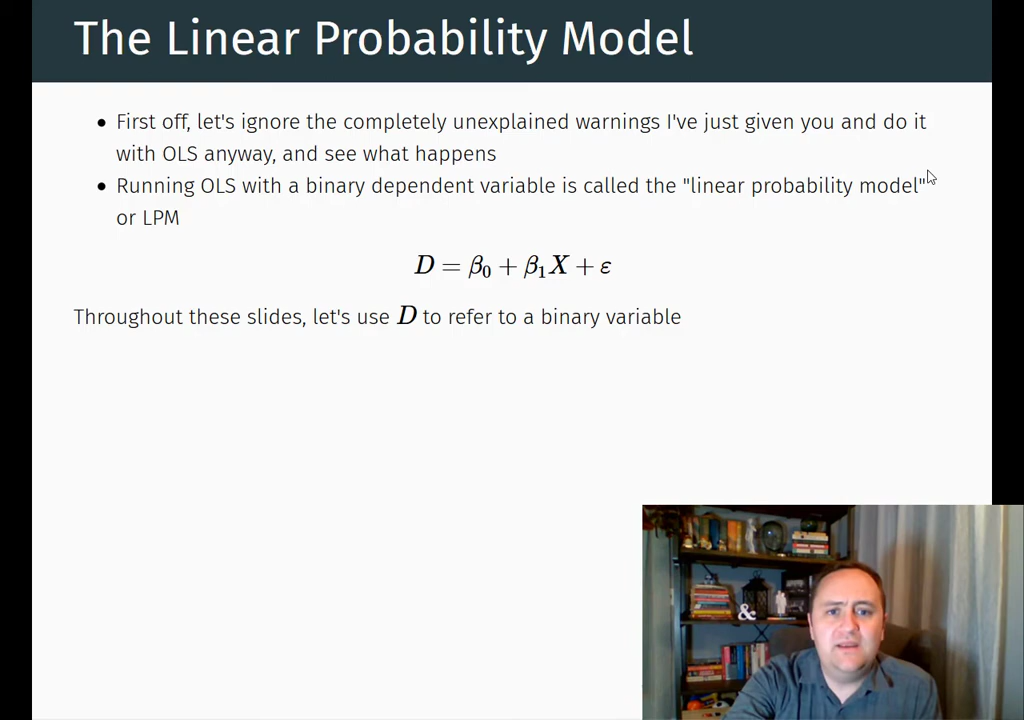 The Linear Probability Model
• First off, let's ignore the completely unexplained warnings I've just given you and do it
with OLS anyway, and see what happens
• Running OLS with a binary dependent variable is called the "linear probability model"
or LPM
D = β₀ + β₁X + ε
Throughout these slides, let's use D to refer to a binary variable
&